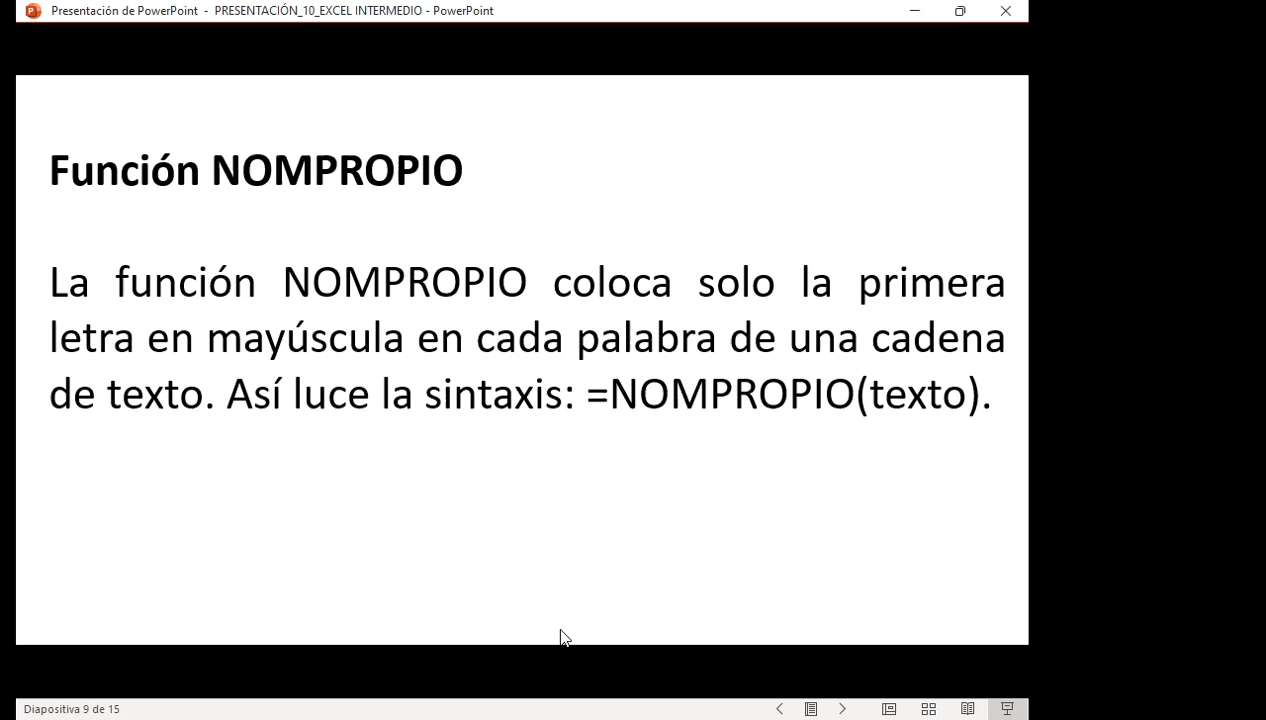 Presentación de PowerPoint - PRESENTACIÓN_10_EXCEL INTERMEDIO - PowerPoint
Función NOMPROPIO
La función NOMPROPIO coloca solo la primera
letra en mayúscula en cada palabra de una cadena
de texto. Así luce la sintaxis: =NOMPROPIO(texto).
Diapositiva 9 de 15